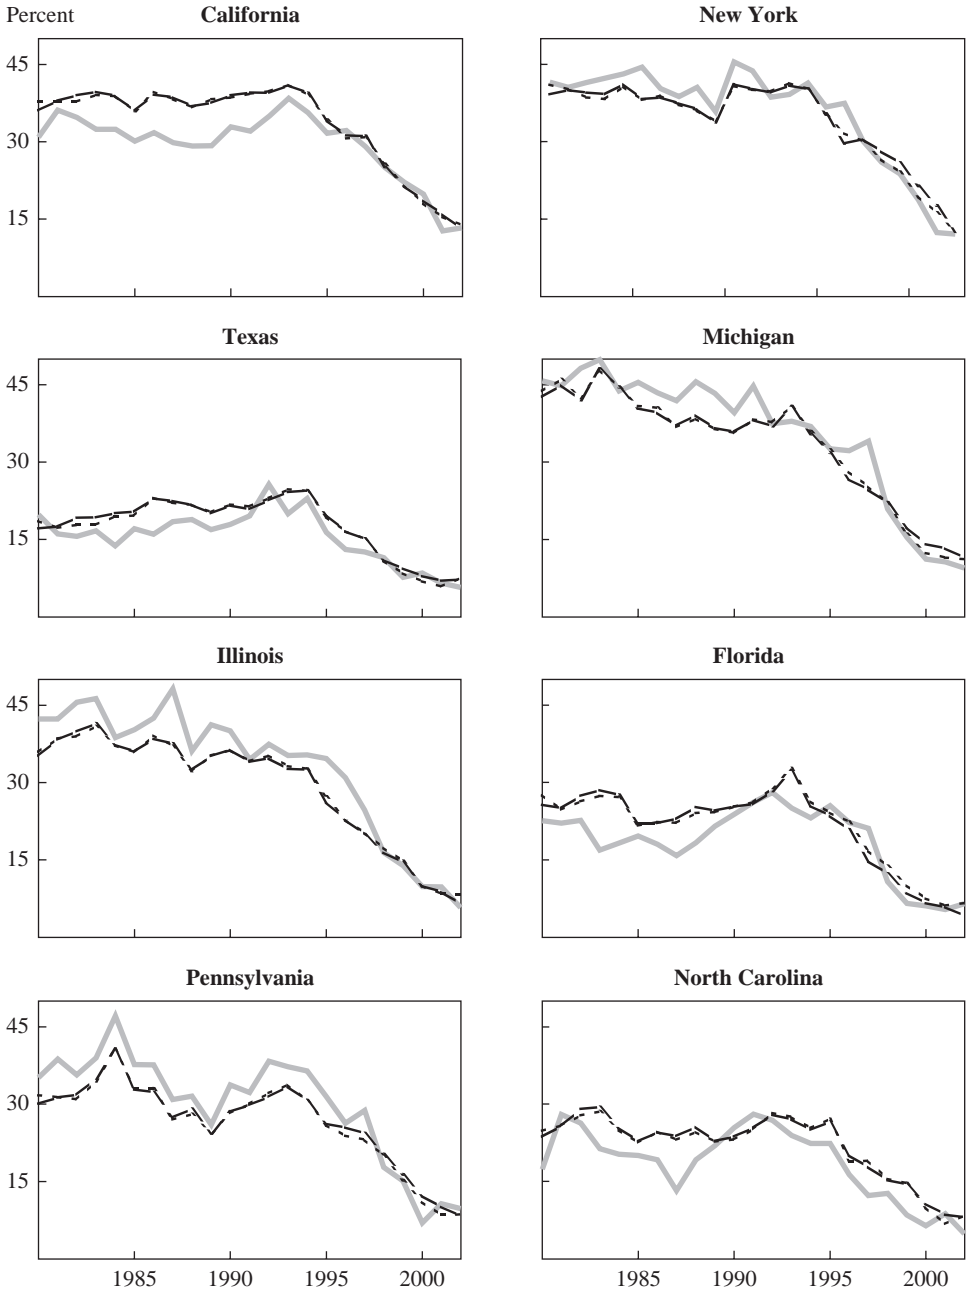 Percent
California
New York
45
30
15
Texas
Michigan
45
30
15
Illinois
Florida
45
30
15
Pennsylvania
North Carolina
45
30
15
1985 1990 1995 2000
1985 1990 1995 2000